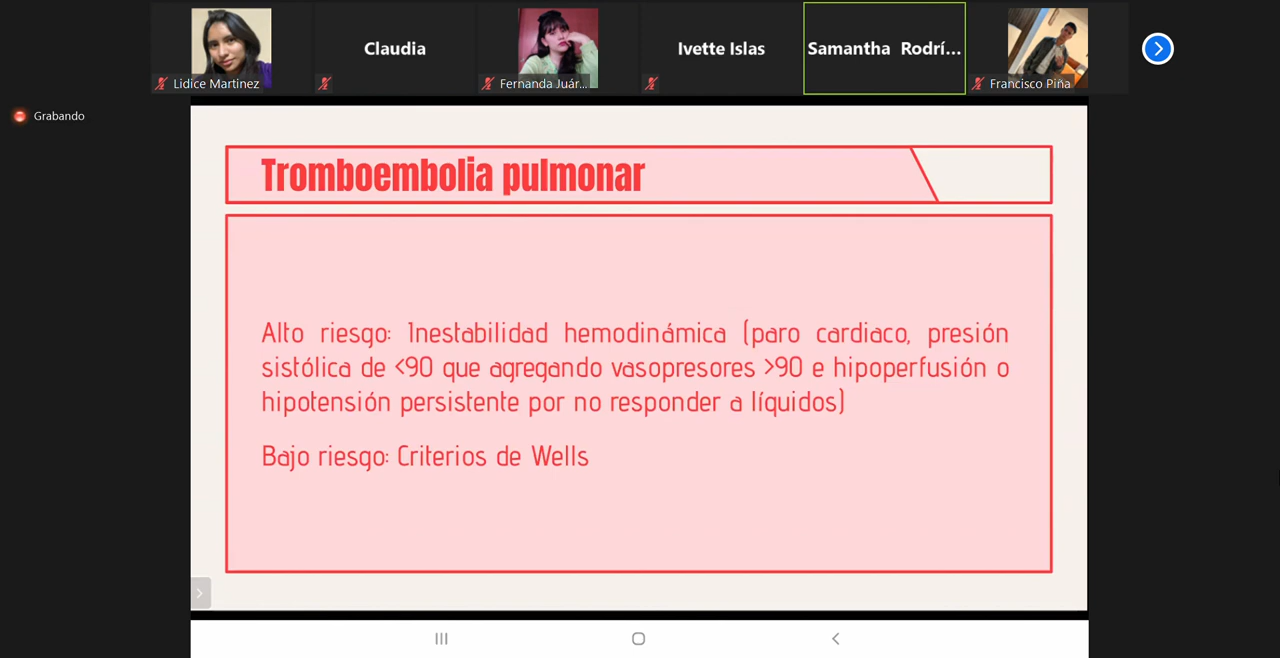 Claudia
Ivette Islas
Samantha Rodrí...
Lidice Martinez
Fernanda Juár...
Francisco Piña
Grabando
Tromboembolia pulmonar
Alto riesgo: Inestabilidad hemodinámica (paro cardiaco, presión
sistólica de <90 que agregando vasopresores >90 e hipoperfusión o
hipotensión persistente por no responder a líquidos)
Bajo riesgo: Criterios de Wells